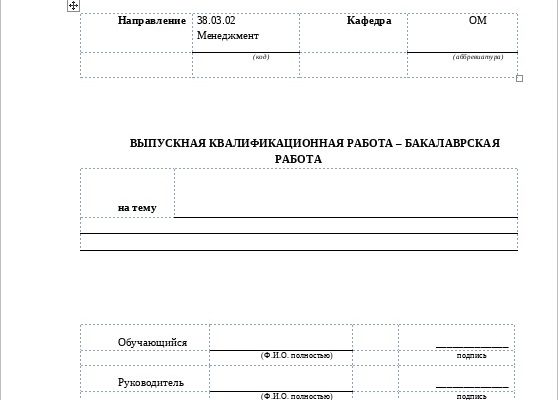 Направление 38.03.02 Кафедра ОМ
Менеджмент
(код) (аббревиатура)
ВЫПУСКНАЯ КВАЛИФИКАЦИОННАЯ РАБОТА – БАКАЛАВРСКАЯ
РАБОТА
на тему
Обучающийся
(Ф.И.О. полностью) подпись
Руководитель
(Ф.И.О. полностью) подпись